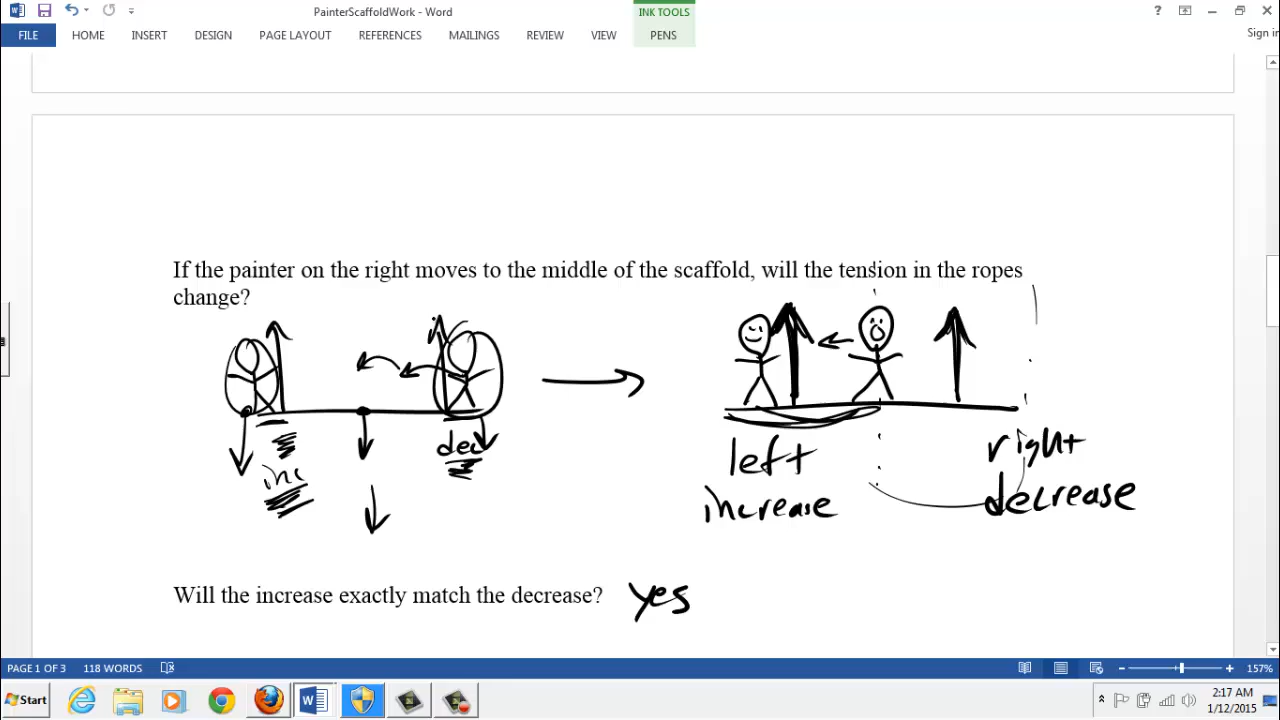 PainterScaffoldWork - Word
INK TOOLS
?
Sign in
FILE HOME INSERT DESIGN PAGE LAYOUT REFERENCES MAILINGS REVIEW VIEW PENS
If the painter on the right moves to the middle of the scaffold, will the tension in the ropes
change?
inc
dec
left
increase
right
decrease
Will the increase exactly match the decrease? yes
PAGE 1 OF 3 118 WORDS
157%
Start
2:17 AM
1/12/2015